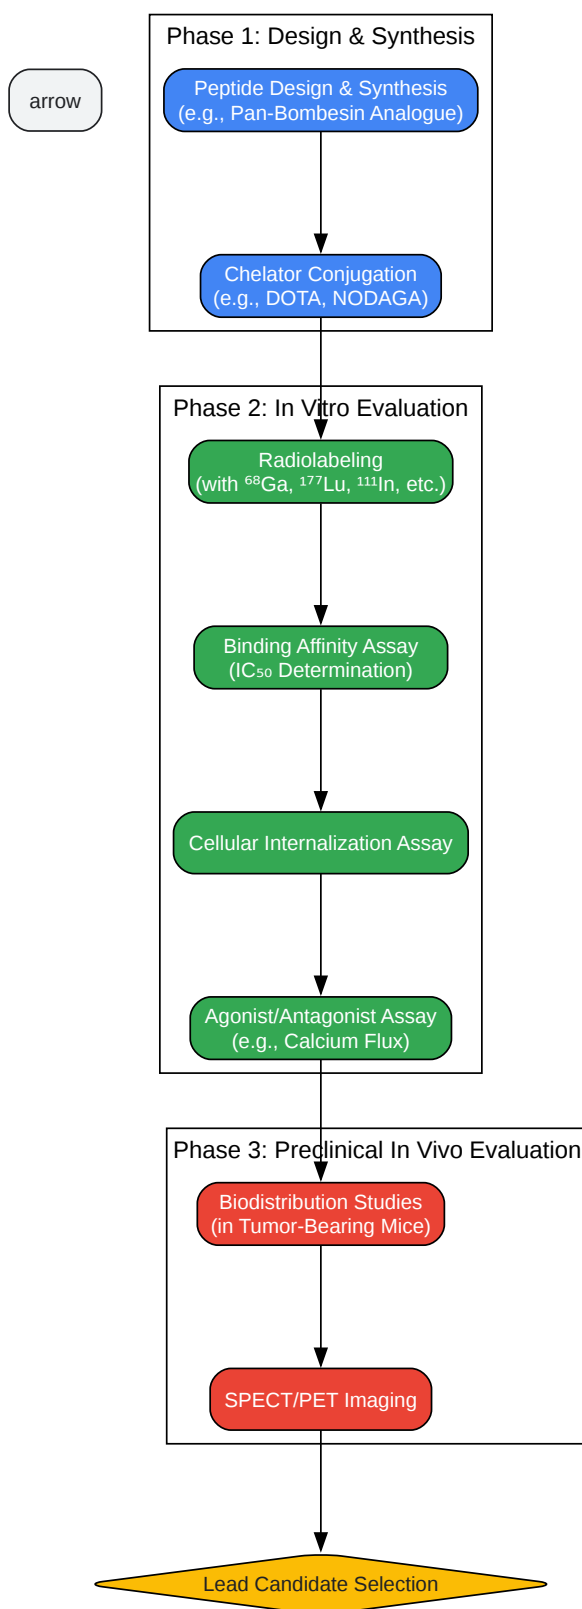 Phase 1: Design & Synthesis
arrow
Peptide Design & Synthesis
(e.g., Pan-Bombesin Analogue)
Chelator Conjugation
(e.g., DOTA, NODAGA)
Phase 2: In Vitro Evaluation
Radiolabeling
(with ⁶⁸Ga, ¹⁷⁷Lu, ¹¹¹In, etc.)
Binding Affinity Assay
(IC₅₀ Determination)
Cellular Internalization Assay
Agonist/Antagonist Assay
(e.g., Calcium Flux)
Phase 3: Preclinical In Vivo Evaluation
Biodistribution Studies
(in Tumor-Bearing Mice)
SPECT/PET Imaging
Lead Candidate Selection